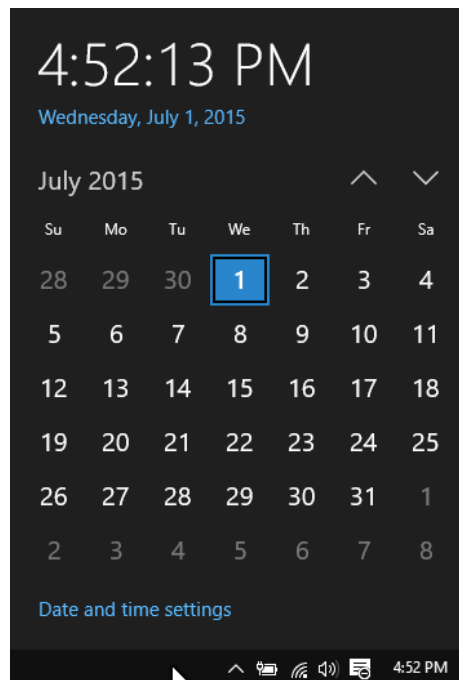 4:52:13 PM
Wednesday, July 1, 2015
July 2015
Su Mo Tu We Th Fr Sa
28 29 30 1 2 3 4
5 6 7 8 9 10 11
12 13 14 15 16 17 18
19 20 21 22 23 24 25
26 27 28 29 30 31 1
2 3 4 5 6 7 8
Date and time settings
4:52 PM